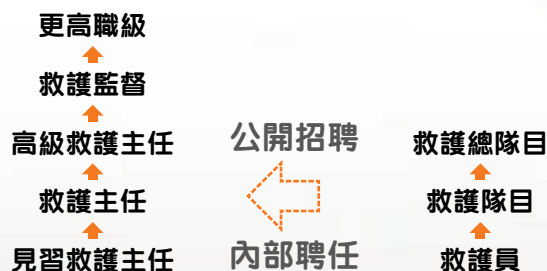 更高職級
救護監督
高級救護主任
公開招聘
救護總隊目
救護主任
救護隊目
見習救護主任
內部聘任
救護員